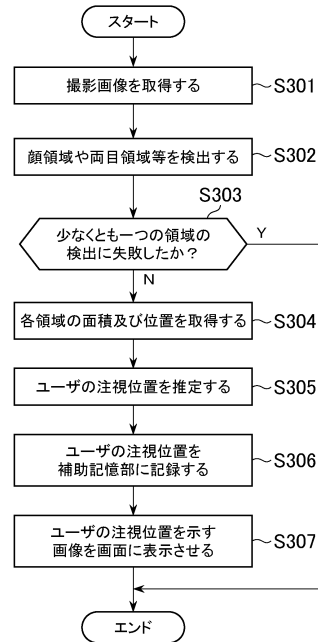 スタート
撮影画像を取得する
S301
顔領域や両目領域等を検出する
S302
S303
少なくとも一つの領域の
検出に失敗したか？
Y
N
各領域の面積及び位置を取得する
S304
ユーザの注視位置を推定する
S305
ユーザの注視位置を
補助記憶部に記録する
S306
ユーザの注視位置を示す
画像を画面に表示させる
S307
エンド